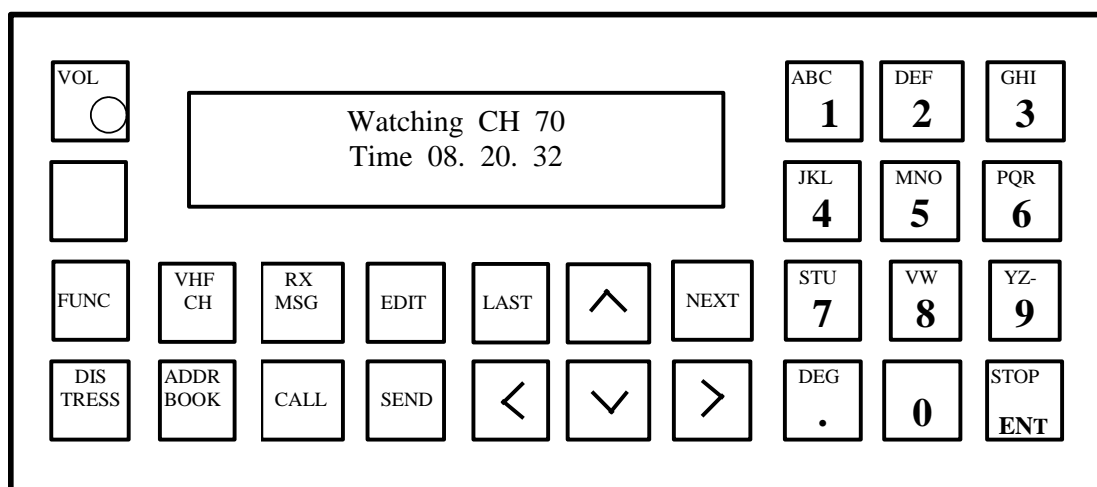 VOL
Watching CH 70
Time 08. 20. 32
ABC
1
DEF
2
GHI
3
JKL
4
MNO
5
PQR
6
FUNC
VHF
CH
RX
MSG
EDIT
LAST
NEXT
STU
7
VW
8
YZ-
9
DIS
TRESS
ADDR
BOOK
CALL
SEND
DEG
.
0
STOP
ENT